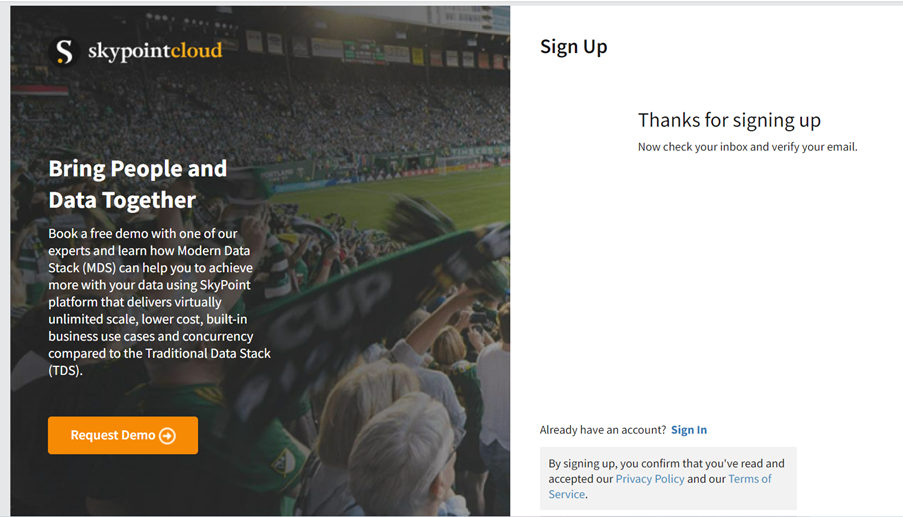 skypointcloud
Bring People and
Data Together
Book a free demo with one of our
experts and learn how Modern Data
Stack (MDS) can help you to achieve
more with your data using SkyPoint
platform that delivers virtually
unlimited scale, lower cost, built-in
business use cases and concurrency
compared to the Traditional Data Stack
(TDS).
Request Demo
CUP
Sign Up
Thanks for signing up
Now check your inbox and verify your email.
Already have an account? Sign In
By signing up, you confirm that you've read and
accepted our Privacy Policy and our Terms of
Service.